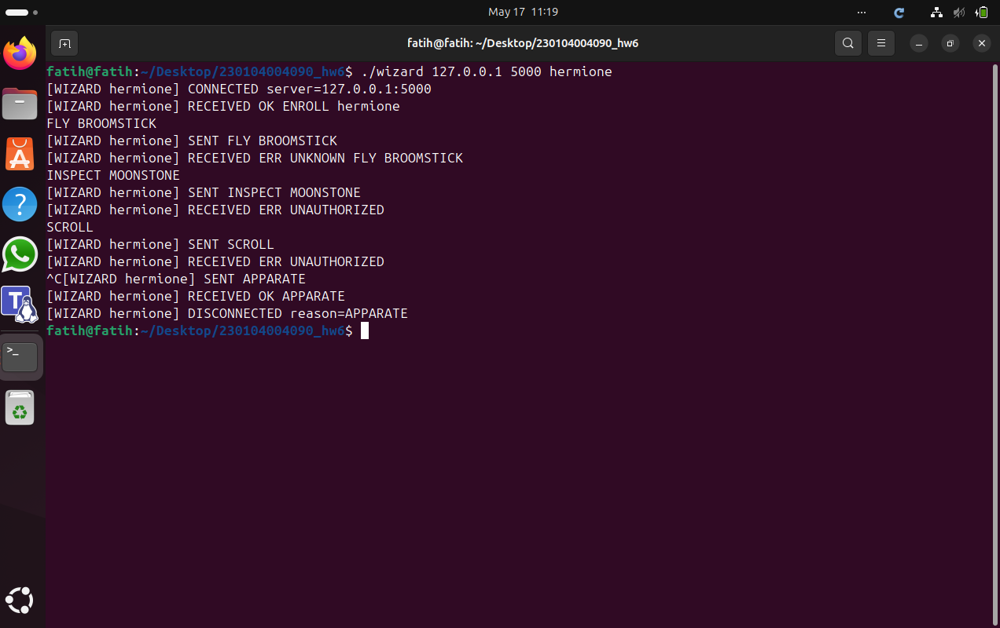 May 17 11:19
fatih@fatih: ~/Desktop/230104004090_hw6
fatih@fatih:~/Desktop/230104004090_hw6$ ./wizard 127.0.0.1 5000 hermione
[WIZARD hermione] CONNECTED server=127.0.0.1:5000
[WIZARD hermione] RECEIVED OK ENROLL hermione
FLY BROOMSTICK
[WIZARD hermione] SENT FLY BROOMSTICK
[WIZARD hermione] RECEIVED ERR UNKNOWN FLY BROOMSTICK
INSPECT MOONSTONE
[WIZARD hermione] SENT INSPECT MOONSTONE
[WIZARD hermione] RECEIVED ERR UNAUTHORIZED
SCROLL
[WIZARD hermione] SENT SCROLL
[WIZARD hermione] RECEIVED ERR UNAUTHORIZED
^C[WIZARD hermione] SENT APPARATE
[WIZARD hermione] RECEIVED OK APPARATE
[WIZARD hermione] DISCONNECTED reason=APPARATE
fatih@fatih:~/Desktop/230104004090_hw6$